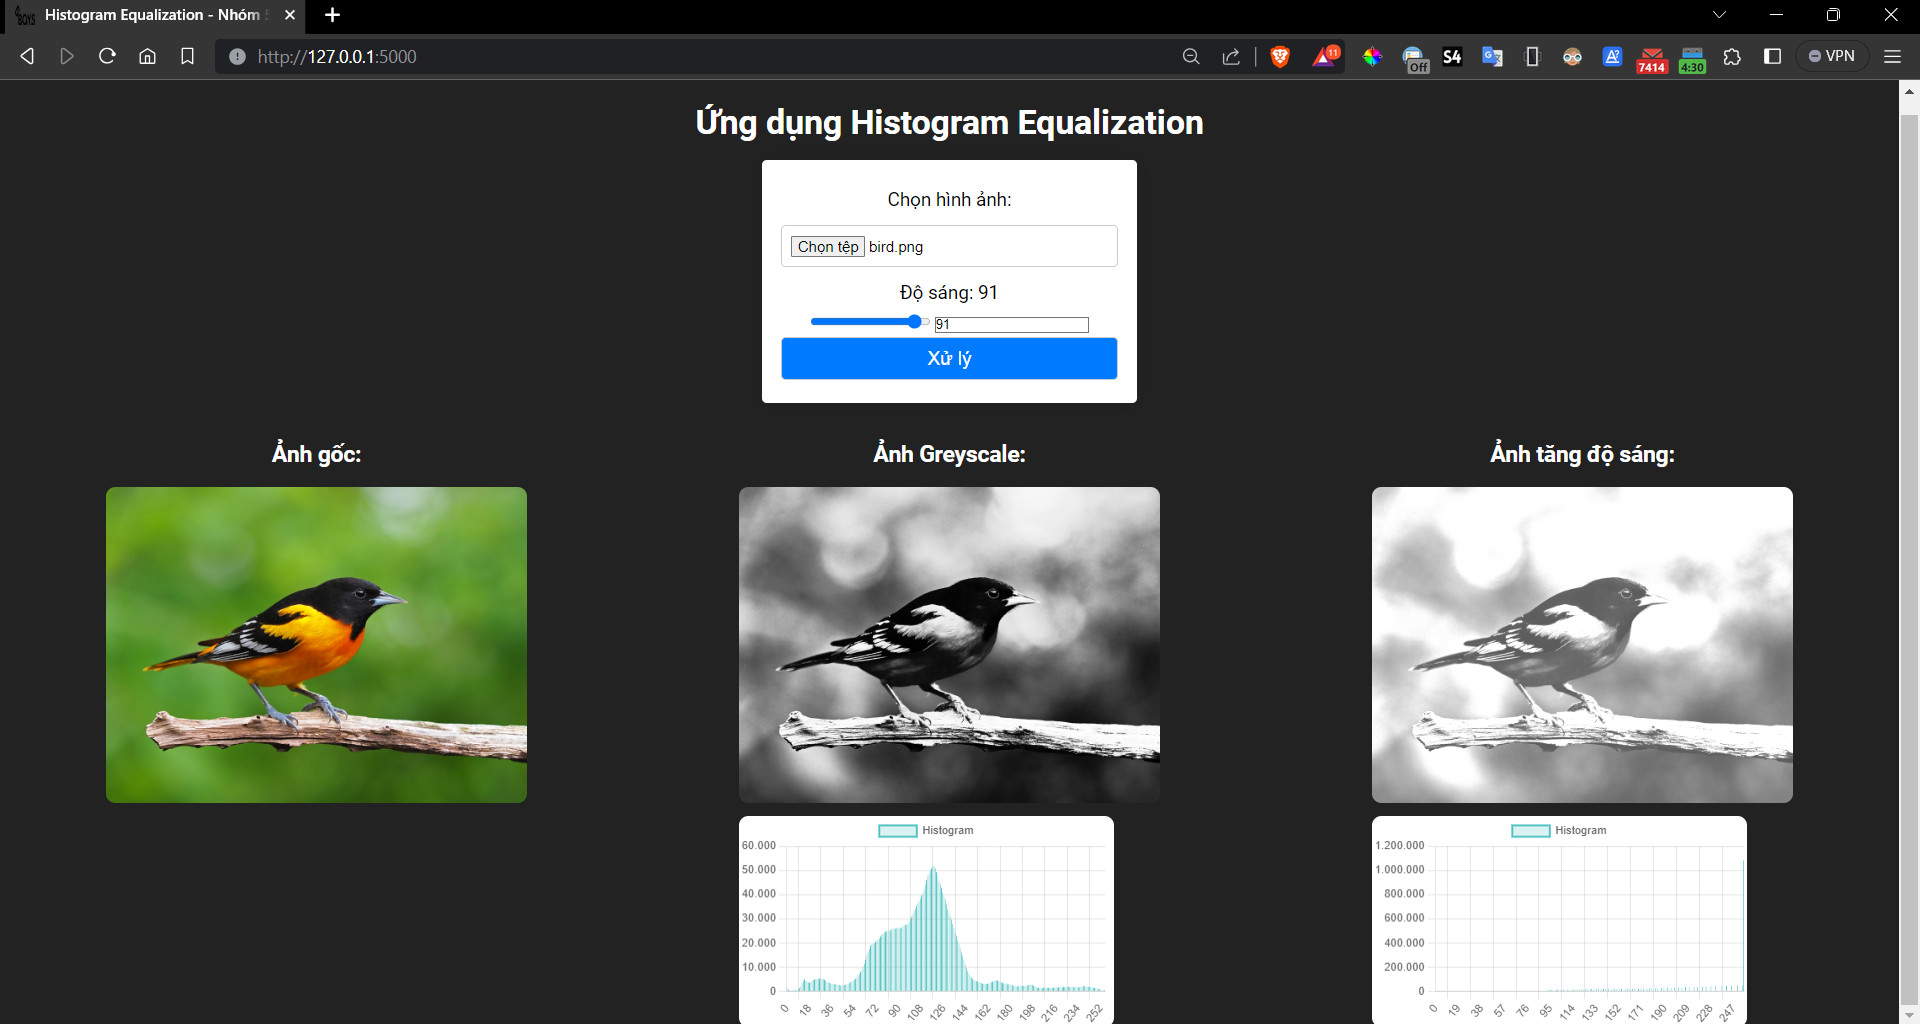 BOYS
Histogram Equalization - Nhóm
http://127.0.0.1:5000
11
Off
S4
A?
7414
4:30
VPN
Ứng dụng Histogram Equalization
Chọn hình ảnh:
Chọn tệp bird.png
Độ sáng: 91
91
Xử lý
Ảnh gốc:
Ảnh Greyscale:
Ảnh tăng độ sáng:
Histogram
60.000
50.000
40.000
30.000
20.000
10.000
0
0 18 36 54 72 90 108 126 144 162 180 198 216 234 252
Histogram
1.200.000
1.000.000
800.000
600.000
400.000
200.000
0
0 19 38 57 76 95 114 133 152 171 190 209 228 247